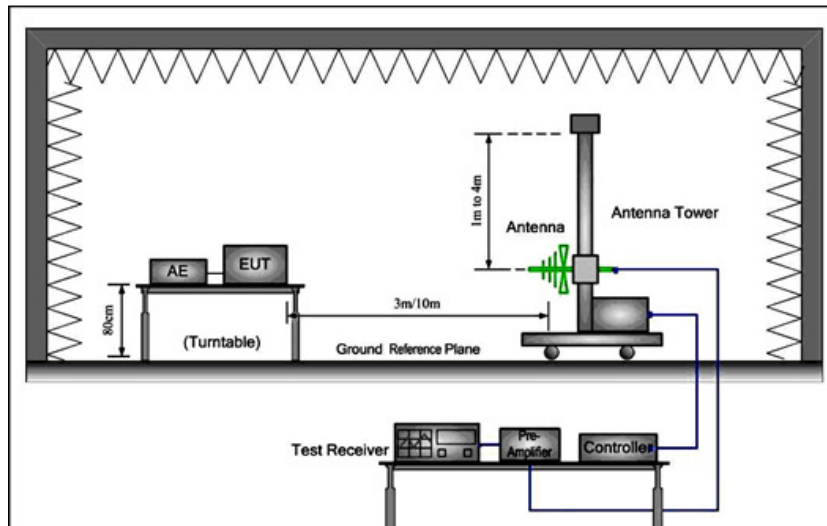 1m to 4m
Antenna
Antenna Tower
AE
EUT
3m/10m
80cm
(Turntable)
Ground Reference Plane
Test Receiver
Pre-
Amplifier
Controller